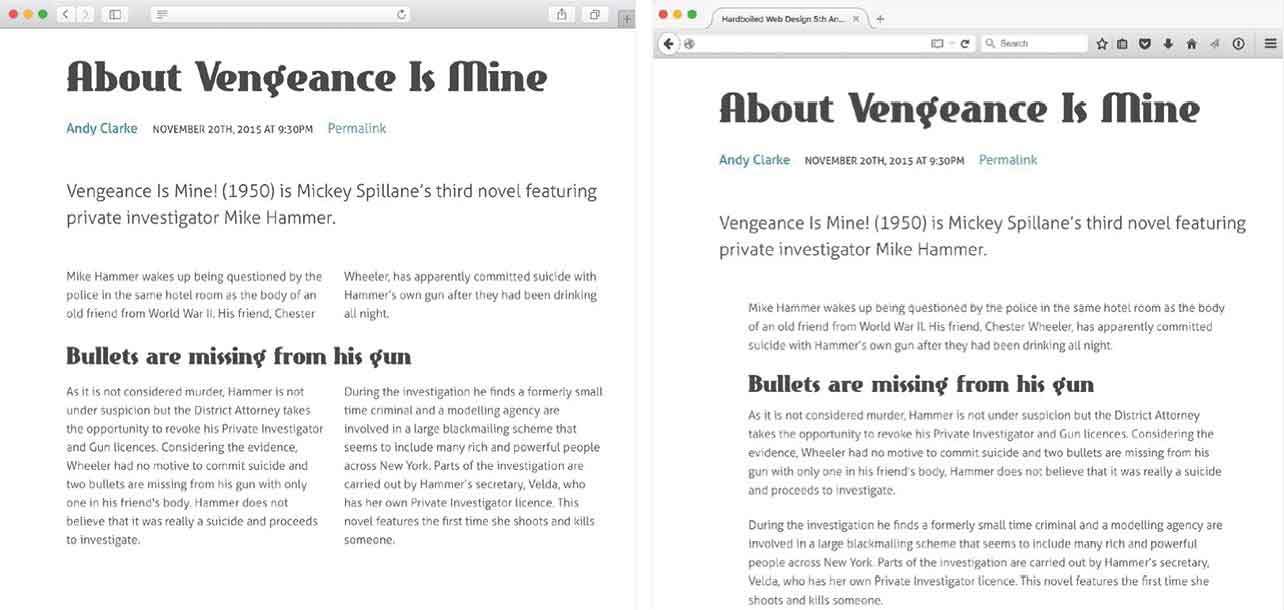 About Vengeance Is Mine
Andy Clarke NOVEMBER 20TH, 2015 AT 9:30PM Permalink
Vengeance Is Mine! (1950) is Mickey Spillane's third novel featuring
private investigator Mike Hammer.
Mike Hammer wakes up being questioned by the
police in the same hotel room as the body of an
old friend from World War II. His friend, Chester
Wheeler, has apparently committed suicide with
Hammer's own gun after they had been drinking
all night.
Bullets are missing from his gun
As it is not considered murder, Hammer is not
under suspicion but the District Attorney takes
the opportunity to revoke his Private Investigator
and Gun licences. Considering the evidence,
Wheeler had no motive to commit suicide and
two bullets are missing from his gun with only
one in his friend's body. Hammer does not
believe that it was really a suicide and proceeds
to investigate.
During the investigation he finds a formerly small
time criminal and a modelling agency are
involved in a large blackmailing scheme that
seems to include many rich and powerful people
across New York. Parts of the investigation are
carried out by Hammer's secretary, Velda, who
has her own Private Investigator licence. This
novel features the first time she shoots and kills
someone.
Hardboiled Web Design 5th An...
Search
About Vengeance Is Mine
Andy Clarke NOVEMBER 20TH, 2015 AT 9:30PM Permalink
Vengeance Is Mine! (1950) is Mickey Spillane's third novel featuring
private investigator Mike Hammer.
Mike Hammer wakes up being questioned by the police in the same hotel room as the body
of an old friend from World War II. His friend, Chester Wheeler, has apparently committed
suicide with Hammer's own gun after they had been drinking all night.
Bullets are missing from his gun
As it is not considered murder, Hammer is not under suspicion but the District Attorney
takes the opportunity to revoke his Private Investigator and Gun licences. Considering the
evidence, Wheeler had no motive to commit suicide and two bullets are missing from his
gun with only one in his friend's body, Hammer does not believe that it was really a suicide
and proceeds to investigate.
During the investigation he finds a formerly small time criminal and a modelling agency are
involved in a large blackmailing scheme that seems to include many rich and powerful
people across New York. Parts of the investigation are carried out by Hammer's secretary,
Velda, who has her own Private Investigator licence. This novel features the first time she
shoots and kills someone.